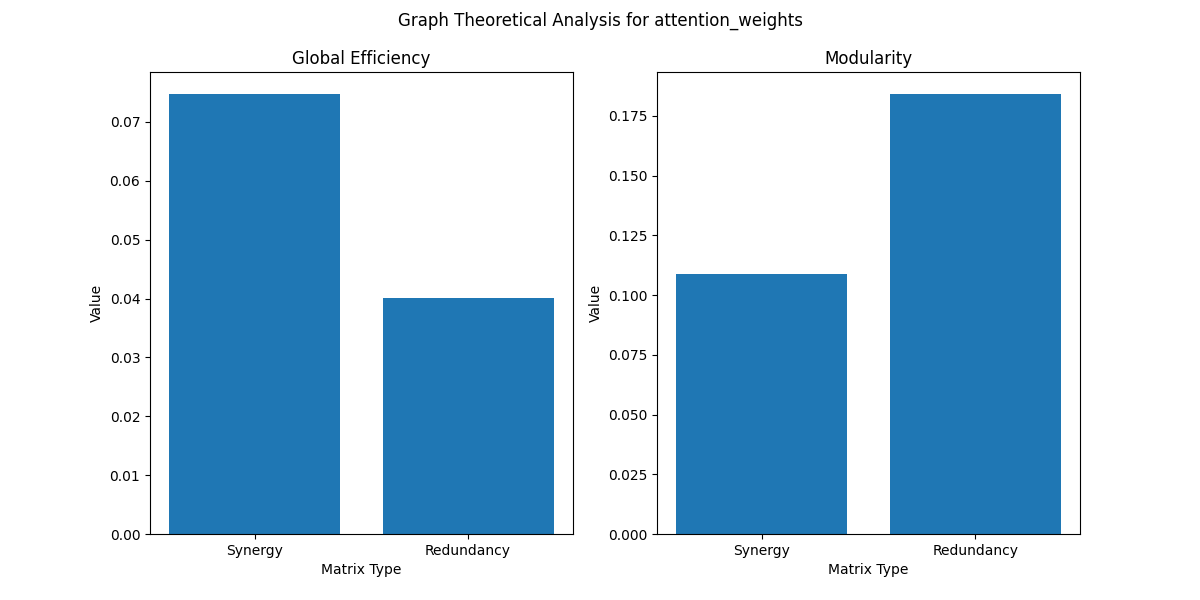 Graph Theoretical Analysis for attention_weights
Global Efficiency
Value
0.07
0.06
0.05
0.04
0.03
0.02
0.01
0.00
Synergy
Redundancy
Matrix Type
Modularity
Value
0.175
0.150
0.125
0.100
0.075
0.050
0.025
0.000
Synergy
Redundancy
Matrix Type